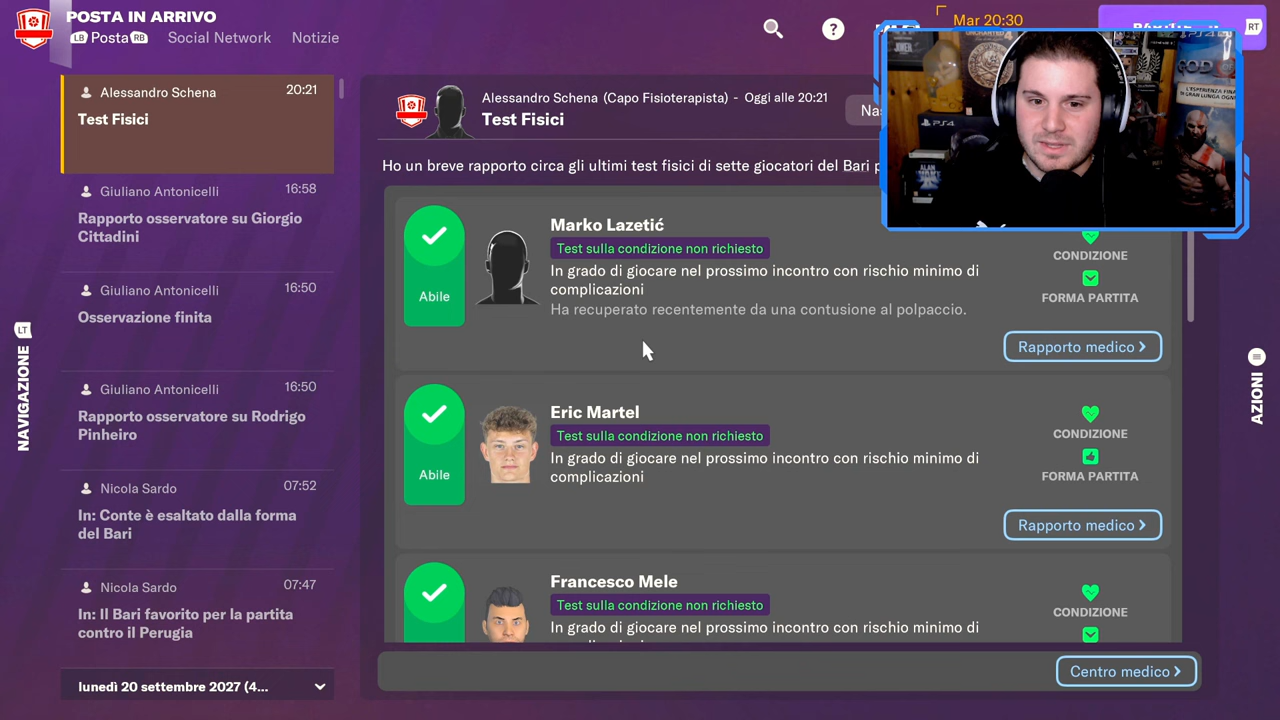 POSTA IN ARRIVO
LB Posta RB Social Network Notizie
?
Mar 20:30
RT
Alessandro Schena 20:21
Test Fisici
Giuliano Antonicelli 16:58
Rapporto osservatore su Giorgio
Cittadini
Giuliano Antonicelli 16:50
Osservazione finita
Giuliano Antonicelli 16:50
Rapporto osservatore su Rodrigo
Pinheiro
Nicola Sardo 07:52
In: Conte è esaltato dalla forma
del Bari
Nicola Sardo 07:47
In: Il Bari favorito per la partita
contro il Perugia
lunedì 20 settembre 2027 (4...
LT
NAVIGAZIONE
Alessandro Schena (Capo Fisioterapista) - Oggi alle 20:21
Test Fisici
Ho un breve rapporto circa gli ultimi test fisici di sette giocatori del Bari
Abile
Marko Lazetić
Test sulla condizione non richiesto
In grado di giocare nel prossimo incontro con rischio minimo di
complicazioni
Ha recuperato recentemente da una contusione al polpaccio.
CONDIZIONE
FORMA PARTITA
Rapporto medico
Abile
Eric Martel
Test sulla condizione non richiesto
In grado di giocare nel prossimo incontro con rischio minimo di
complicazioni
CONDIZIONE
FORMA PARTITA
Rapporto medico
Francesco Mele
Test sulla condizione non richiesto
In grado di giocare nel prossimo incontro con rischio minimo di
CONDIZIONE
Centro medico
AZIONI
JOKER
UNCHARTED
PS4
ALAN
WAKE
GOD
L'ESPERIENZA FINA